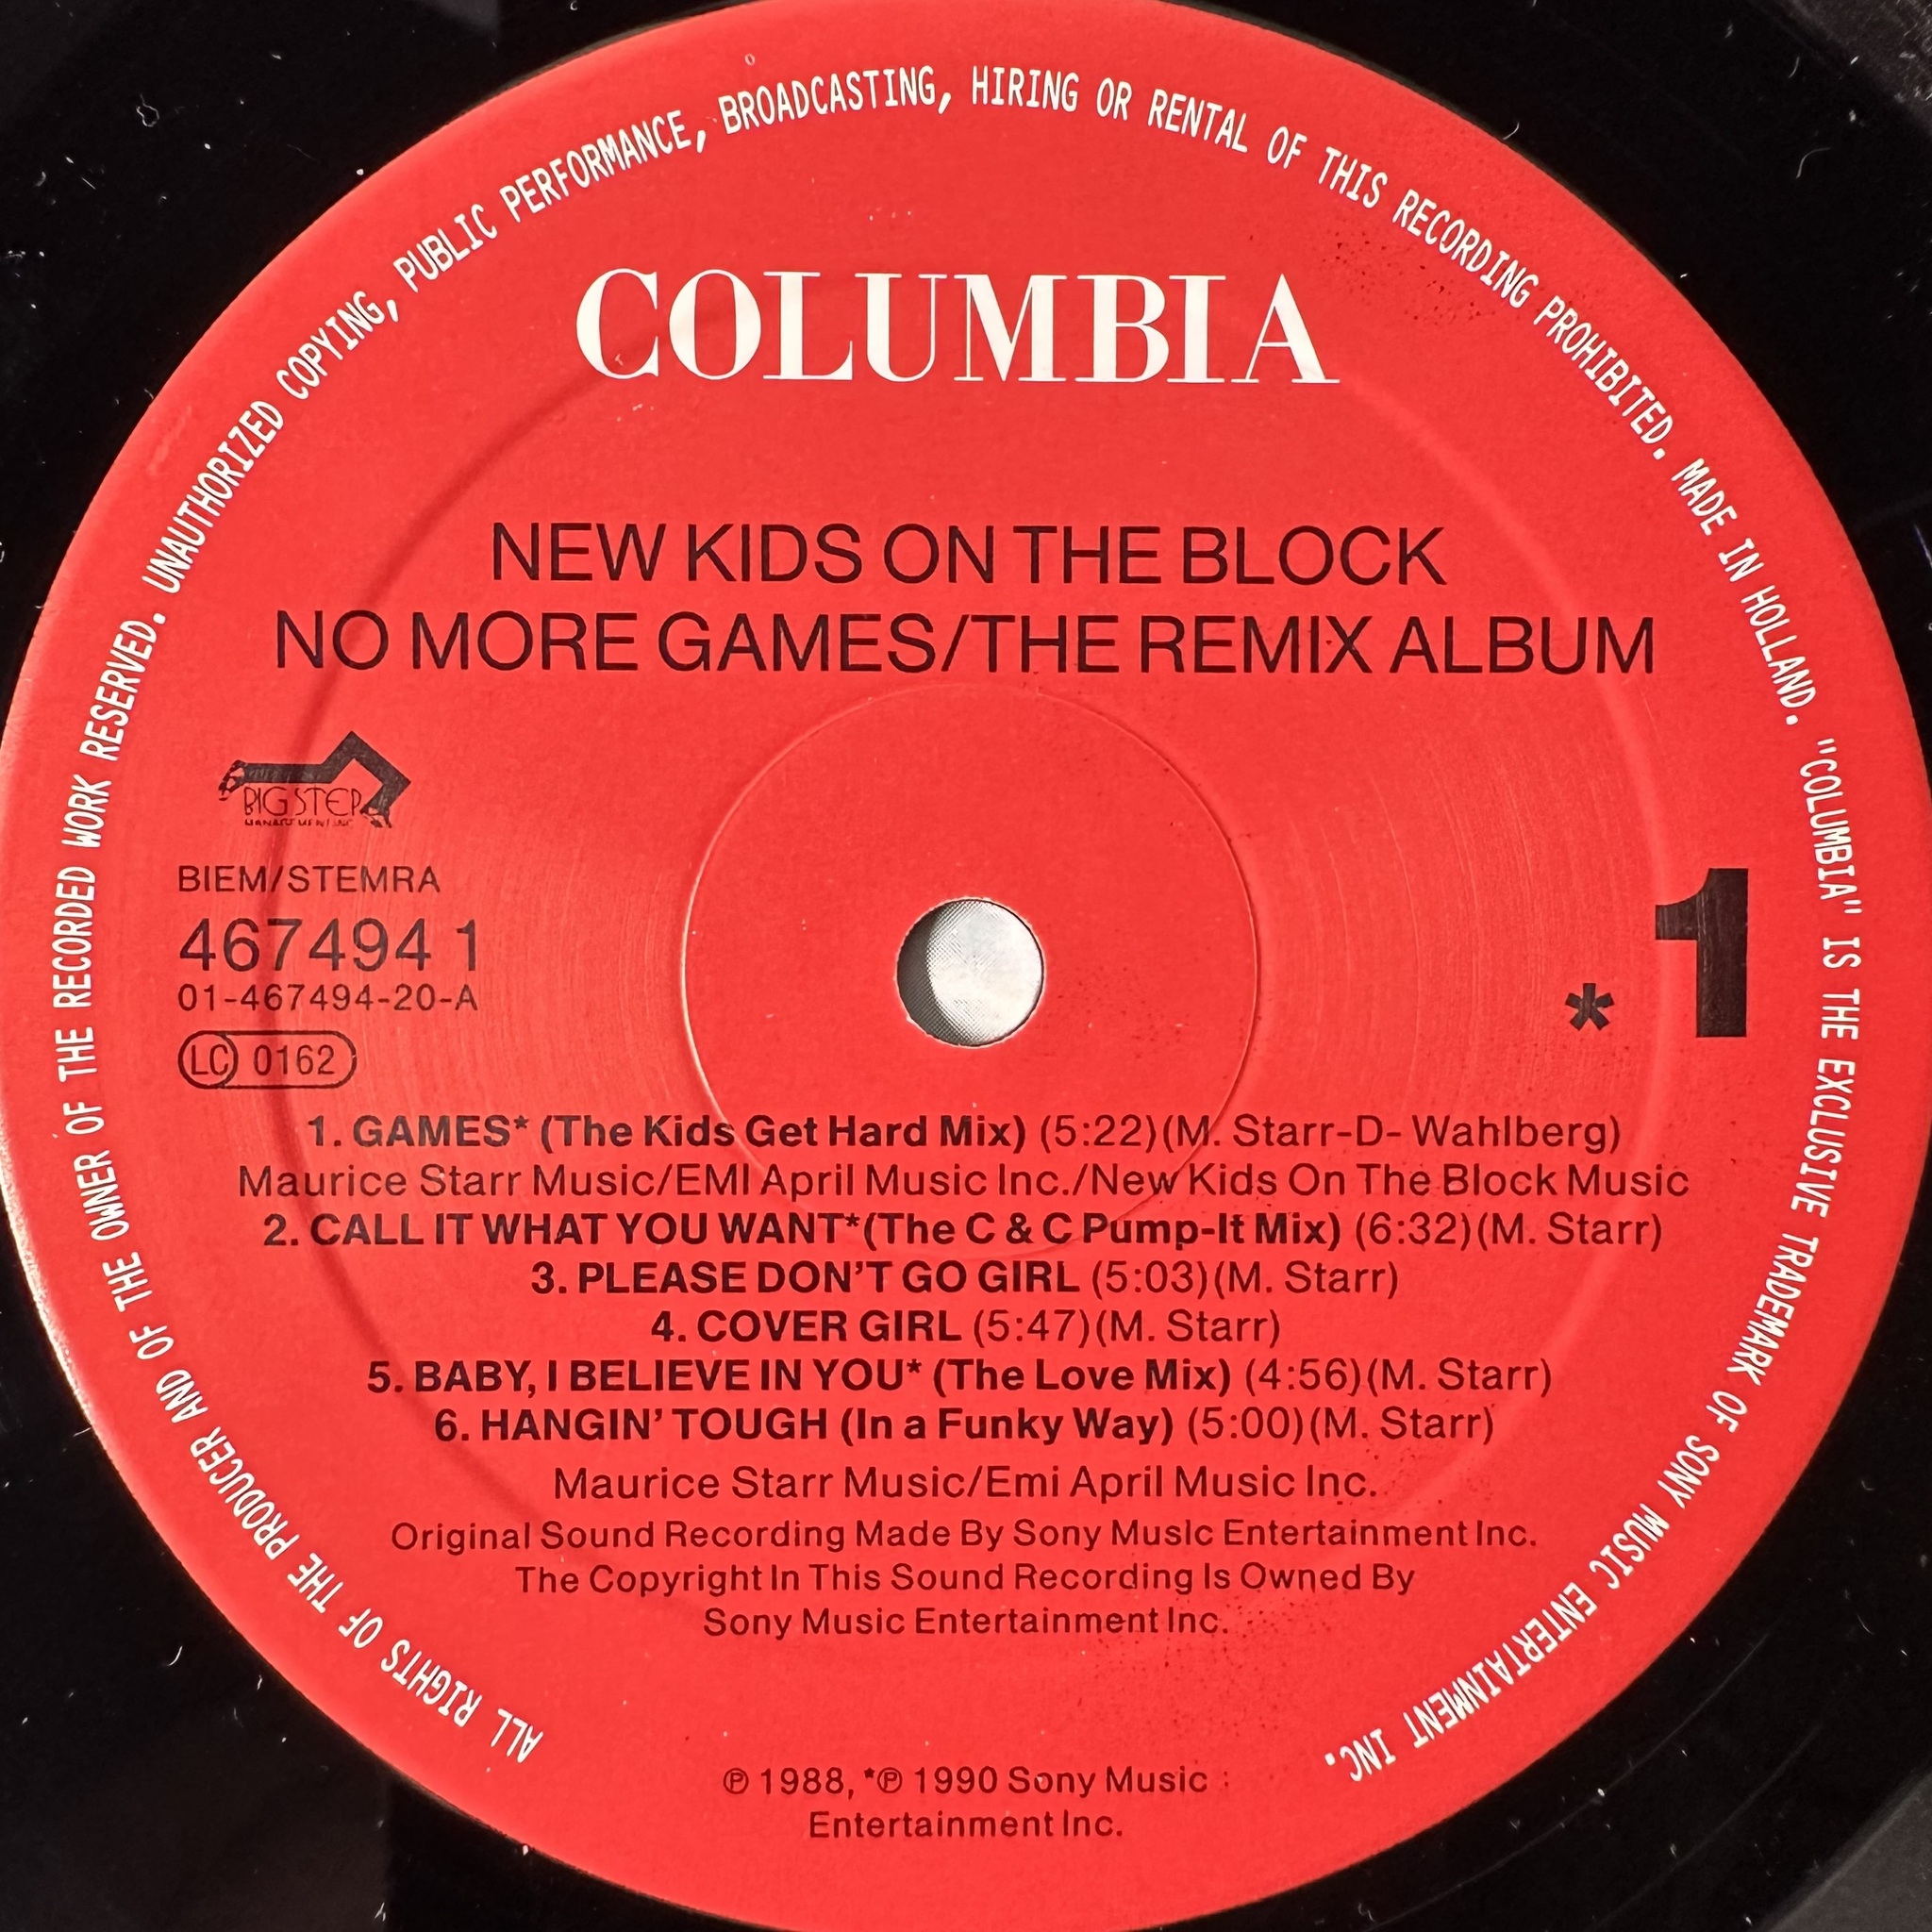 ALL RIGHTS OF THE PRODUCER AND OF THE OWNER OF THE RECORDED WORK RESERVED. UNAUTHORIZED COPYING, PUBLIC PERFORMANCE, BROADCASTING, HIRING OR RENTAL OF THIS RECORDING PROHIBITED. MADE IN HOLLAND. "COLUMBIA" IS THE EXCLUSIVE TRADEMARK OF SONY MUSIC ENTERTAINMENT INC.
COLUMBIA
NEW KIDS ON THE BLOCK
NO MORE GAMES/THE REMIX ALBUM
BIG STEP
MANAGEMENT INC
BIEM/STEMRA
467494 1
01-467494-20-A
LC 0162
* 1
1. GAMES* (The Kids Get Hard Mix) (5:22)(M. Starr-D- Wahlberg)
Maurice Starr Music/EMI April Music Inc./New Kids On The Block Music
2. CALL IT WHAT YOU WANT*(The C & C Pump-It Mix) (6:32)(M. Starr)
3. PLEASE DON'T GO GIRL (5:03)(M. Starr)
4. COVER GIRL (5:47)(M. Starr)
5. BABY, I BELIEVE IN YOU* (The Love Mix) (4:56)(M. Starr)
6. HANGIN' TOUGH (In a Funky Way) (5:00)(M. Starr)
Maurice Starr Music/Emi April Music Inc.
Original Sound Recording Made By Sony Music Entertainment Inc.
The Copyright In This Sound Recording Is Owned By
Sony Music Entertainment Inc.
℗ 1988, *℗ 1990 Sony Music :
Entertainment Inc.